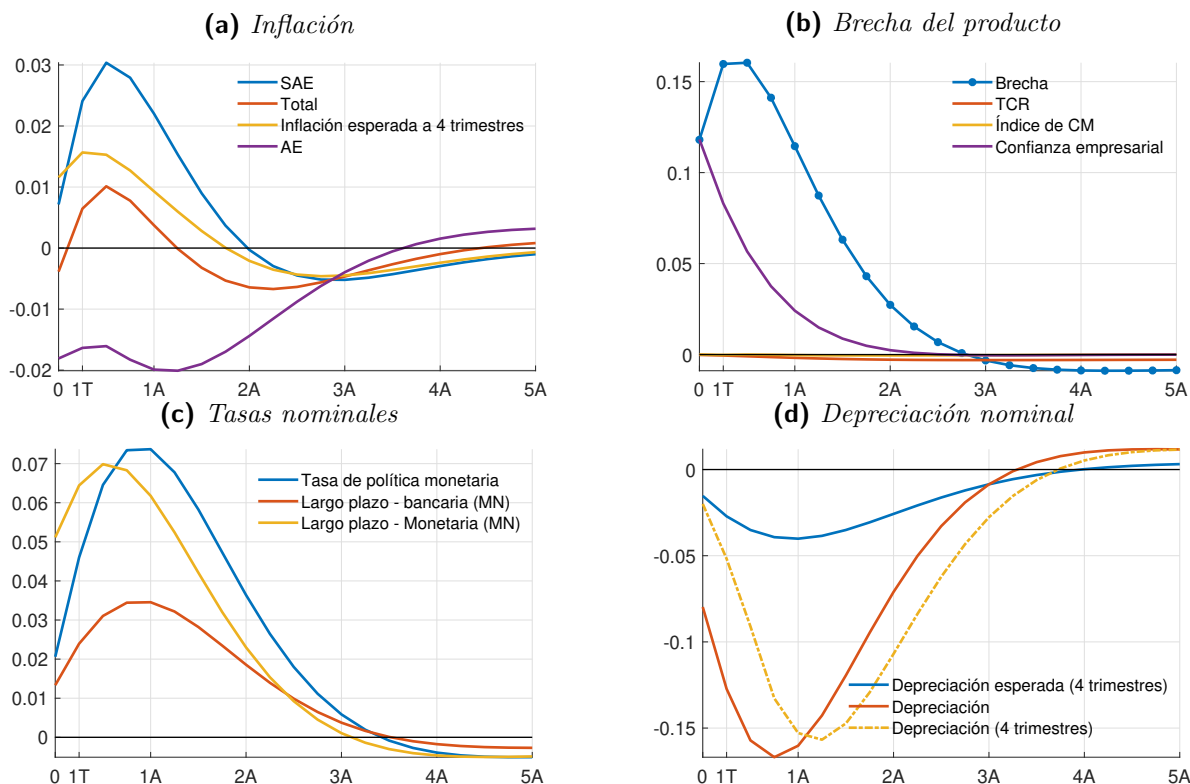 (a) Inflación
0.03
0.02
0.01
0
-0.01
-0.02
SAE
Total
Inflación esperada a 4 trimestres
AE
0 1T 1A 2A 3A 4A 5A
(b) Brecha del producto
0.15
0.1
0.05
0
Brecha
TCR
Índice de CM
Confianza empresarial
0 1T 1A 2A 3A 4A 5A
(c) Tasas nominales
0.07
0.06
0.05
0.04
0.03
0.02
0.01
0
Tasa de política monetaria
Largo plazo - bancaria (MN)
Largo plazo - Monetaria (MN)
0 1T 1A 2A 3A 4A 5A
(d) Depreciación nominal
0
-0.05
-0.1
-0.15
Depreciación esperada (4 trimestres)
Depreciación
Depreciación (4 trimestres)
0 1T 1A 2A 3A 4A 5A